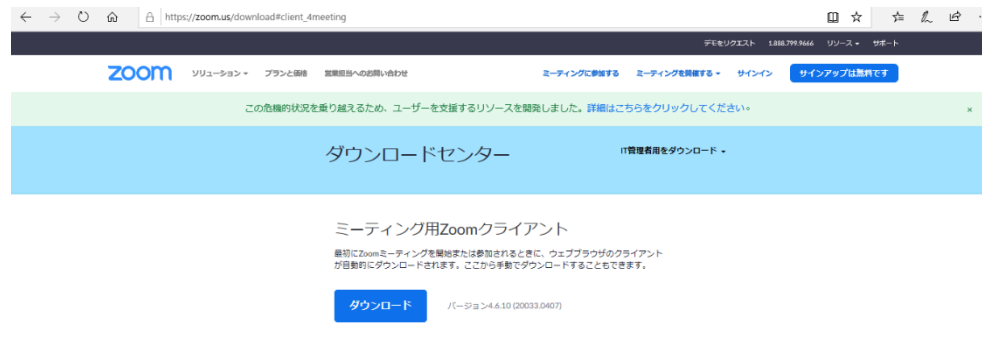 https://zoom.us/download#client_4meeting
デモをリクエスト 1.888.799.9666 リソース サポート
zoom ソリューション プランと価格 営業担当へのお問い合わせ ミーティングに参加する ミーティングを開催する サインイン サインアップは無料です
この危機的状況を乗り越えるため、ユーザーを支援するリソースを開発しました。詳細はこちらをクリックしてください。 ×
ダウンロードセンター IT管理者用をダウンロード
ミーティング用Zoomクライアント
最初にZoomミーティングを開始または参加されるときに、ウェブブラウザのクライアント
が自動的にダウンロードされます。ここから手動でダウンロードすることもできます。
ダウンロード バージョン4.6.10 (20033.0407)